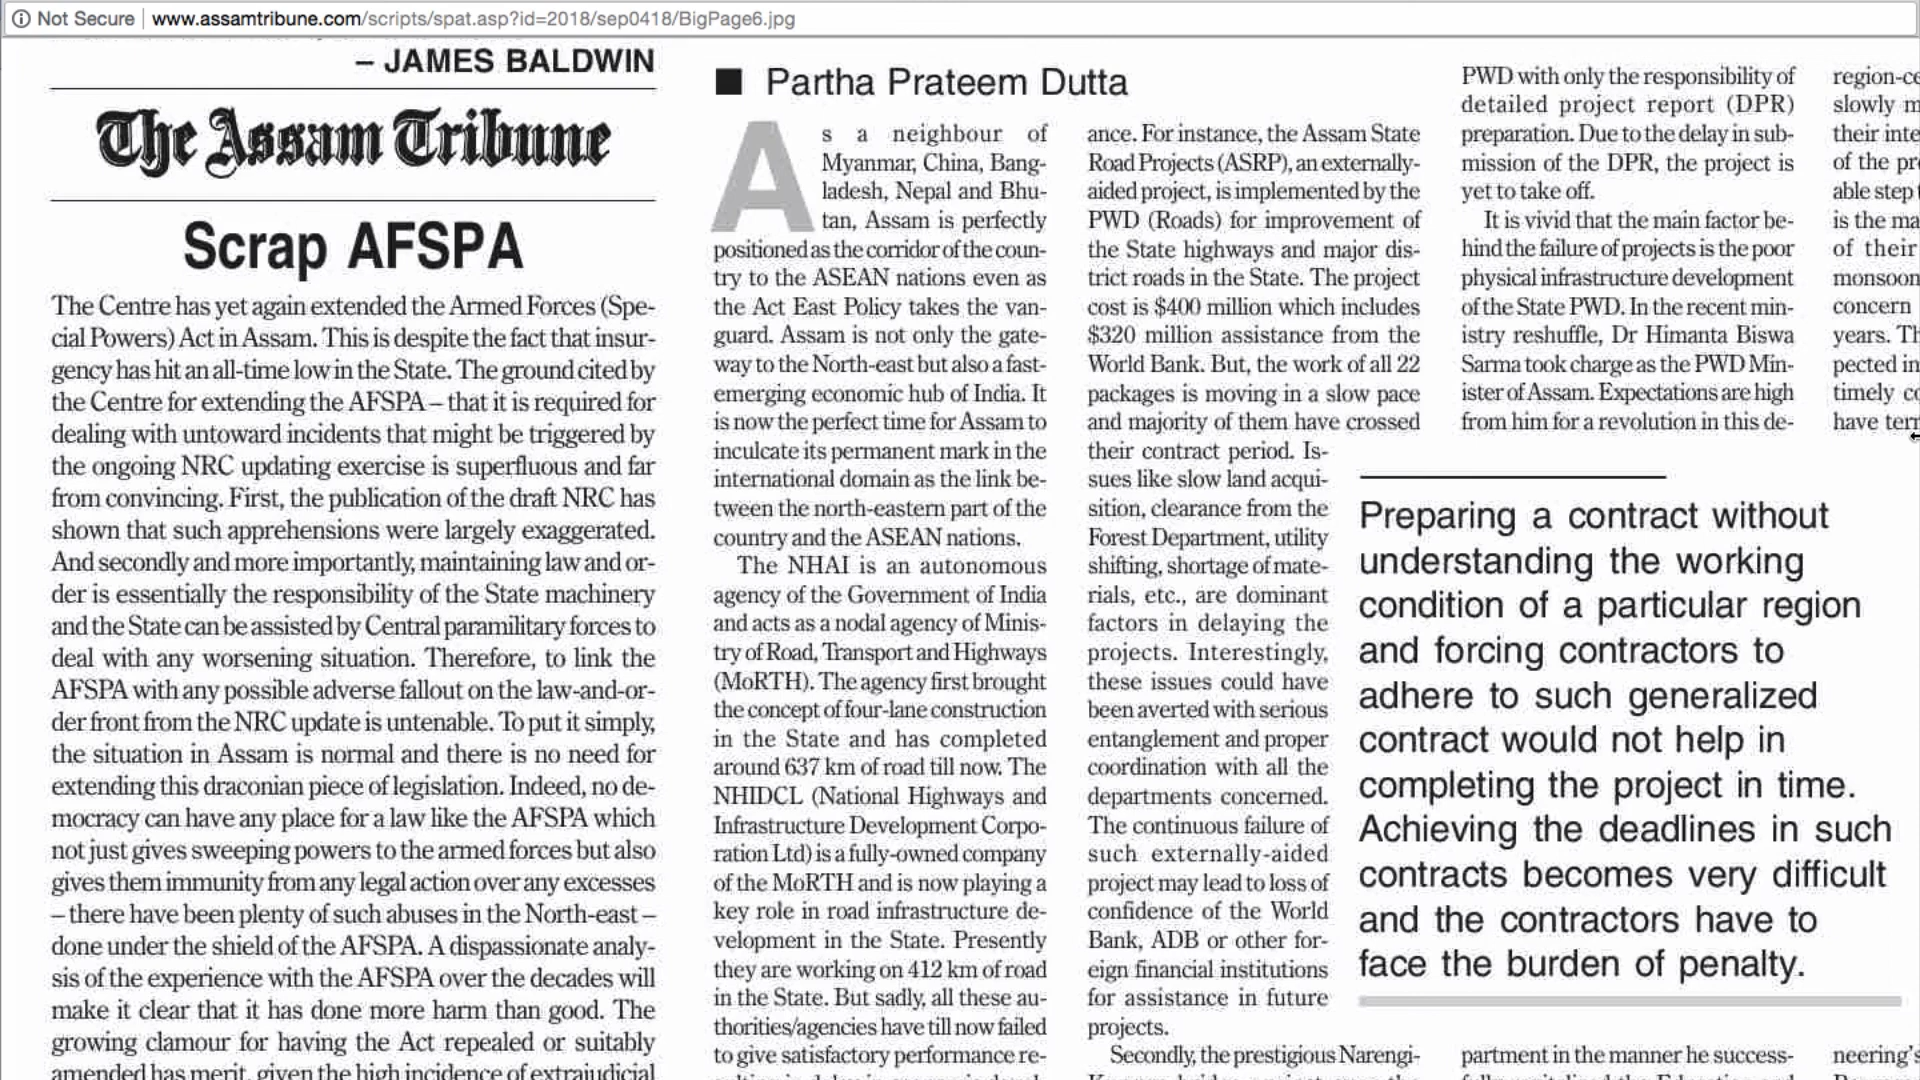 Not Secure | www.assamtribune.com/scripts/spat.asp?id=2018/sep0418/BigPage6.jpg
– JAMES BALDWIN
The Assam Tribune
Scrap AFSPA
The Centre has yet again extended the Armed Forces (Spe-
cial Powers) Act in Assam. This is despite the fact that insur-
gency has hit an all-time low in the State. The ground cited by
the Centre for extending the AFSPA – that it is required for
dealing with untoward incidents that might be triggered by
the ongoing NRC updating exercise is superfluous and far
from convincing. First, the publication of the draft NRC has
shown that such apprehensions were largely exaggerated.
And secondly and more importantly, maintaining law and or-
der is essentially the responsibility of the State machinery
and the State can be assisted by Central paramilitary forces to
deal with any worsening situation. Therefore, to link the
AFSPA with any possible adverse fallout on the law-and-or-
der front from the NRC update is untenable. To put it simply,
the situation in Assam is normal and there is no need for
extending this draconian piece of legislation. Indeed, no de-
mocracy can have any place for a law like the AFSPA which
not just gives sweeping powers to the armed forces but also
gives them immunity from any legal action over any excesses
– there have been plenty of such abuses in the North-east –
done under the shield of the AFSPA. A dispassionate analy-
sis of the experience with the AFSPA over the decades will
make it clear that it has done more harm than good. The
growing clamour for having the Act repealed or suitably
amended has merit, given the high incidence of extrajudicial
■ Partha Prateem Dutta
As a neighbour of
Myanmar, China, Bang-
ladesh, Nepal and Bhu-
tan, Assam is perfectly
positioned as the corridor of the coun-
try to the ASEAN nations even as
the Act East Policy takes the van-
guard. Assam is not only the gate-
way to the North-east but also a fast-
emerging economic hub of India. It
is now the perfect time for Assam to
inculcate its permanent mark in the
international domain as the link be-
tween the north-eastern part of the
country and the ASEAN nations.
The NHAI is an autonomous
agency of the Government of India
and acts as a nodal agency of Minis-
try of Road, Transport and Highways
(MoRTH). The agency first brought
the concept of four-lane construction
in the State and has completed
around 637 km of road till now. The
NHIDCL (National Highways and
Infrastructure Development Corpo-
ration Ltd) is a fully-owned company
of the MoRTH and is now playing a
key role in road infrastructure de-
velopment in the State. Presently
they are working on 412 km of road
in the State. But sadly, all these au-
thorities/agencies have till now failed
to give satisfactory performance re-
ance. For instance, the Assam State
Road Projects (ASRP), an externally-
aided project, is implemented by the
PWD (Roads) for improvement of
the State highways and major dis-
trict roads in the State. The project
cost is $400 million which includes
$320 million assistance from the
World Bank. But, the work of all 22
packages is moving in a slow pace
and majority of them have crossed
their contract period. Is-
sues like slow land acqui-
sition, clearance from the
Forest Department, utility
shifting, shortage of mate-
rials, etc., are dominant
factors in delaying the
projects. Interestingly,
these issues could have
been averted with serious
entanglement and proper
coordination with all the
departments concerned.
The continuous failure of
such externally-aided
project may lead to loss of
confidence of the World
Bank, ADB or other for-
eign financial institutions
for assistance in future
projects.
Secondly, the prestigious Narengi-
PWD with only the responsibility of
detailed project report (DPR)
preparation. Due to the delay in sub-
mission of the DPR, the project is
yet to take off.
It is vivid that the main factor be-
hind the failure of projects is the poor
physical infrastructure development
of the State PWD. In the recent min-
istry reshuffle, Dr Himanta Biswa
Sarma took charge as the PWD Min-
ister of Assam. Expectations are high
from him for a revolution in this de-
Preparing a contract without
understanding the working
condition of a particular region
and forcing contractors to
adhere to such generalized
contract would not help in
completing the project in time.
Achieving the deadlines in such
contracts becomes very difficult
and the contractors have to
face the burden of penalty.
partment in the manner he success-
region-ce
slowly m
their inte
of the pr
able step
is the ma
of their
monsoon
concern
years. Th
pected in
timely co
have terr
neering's